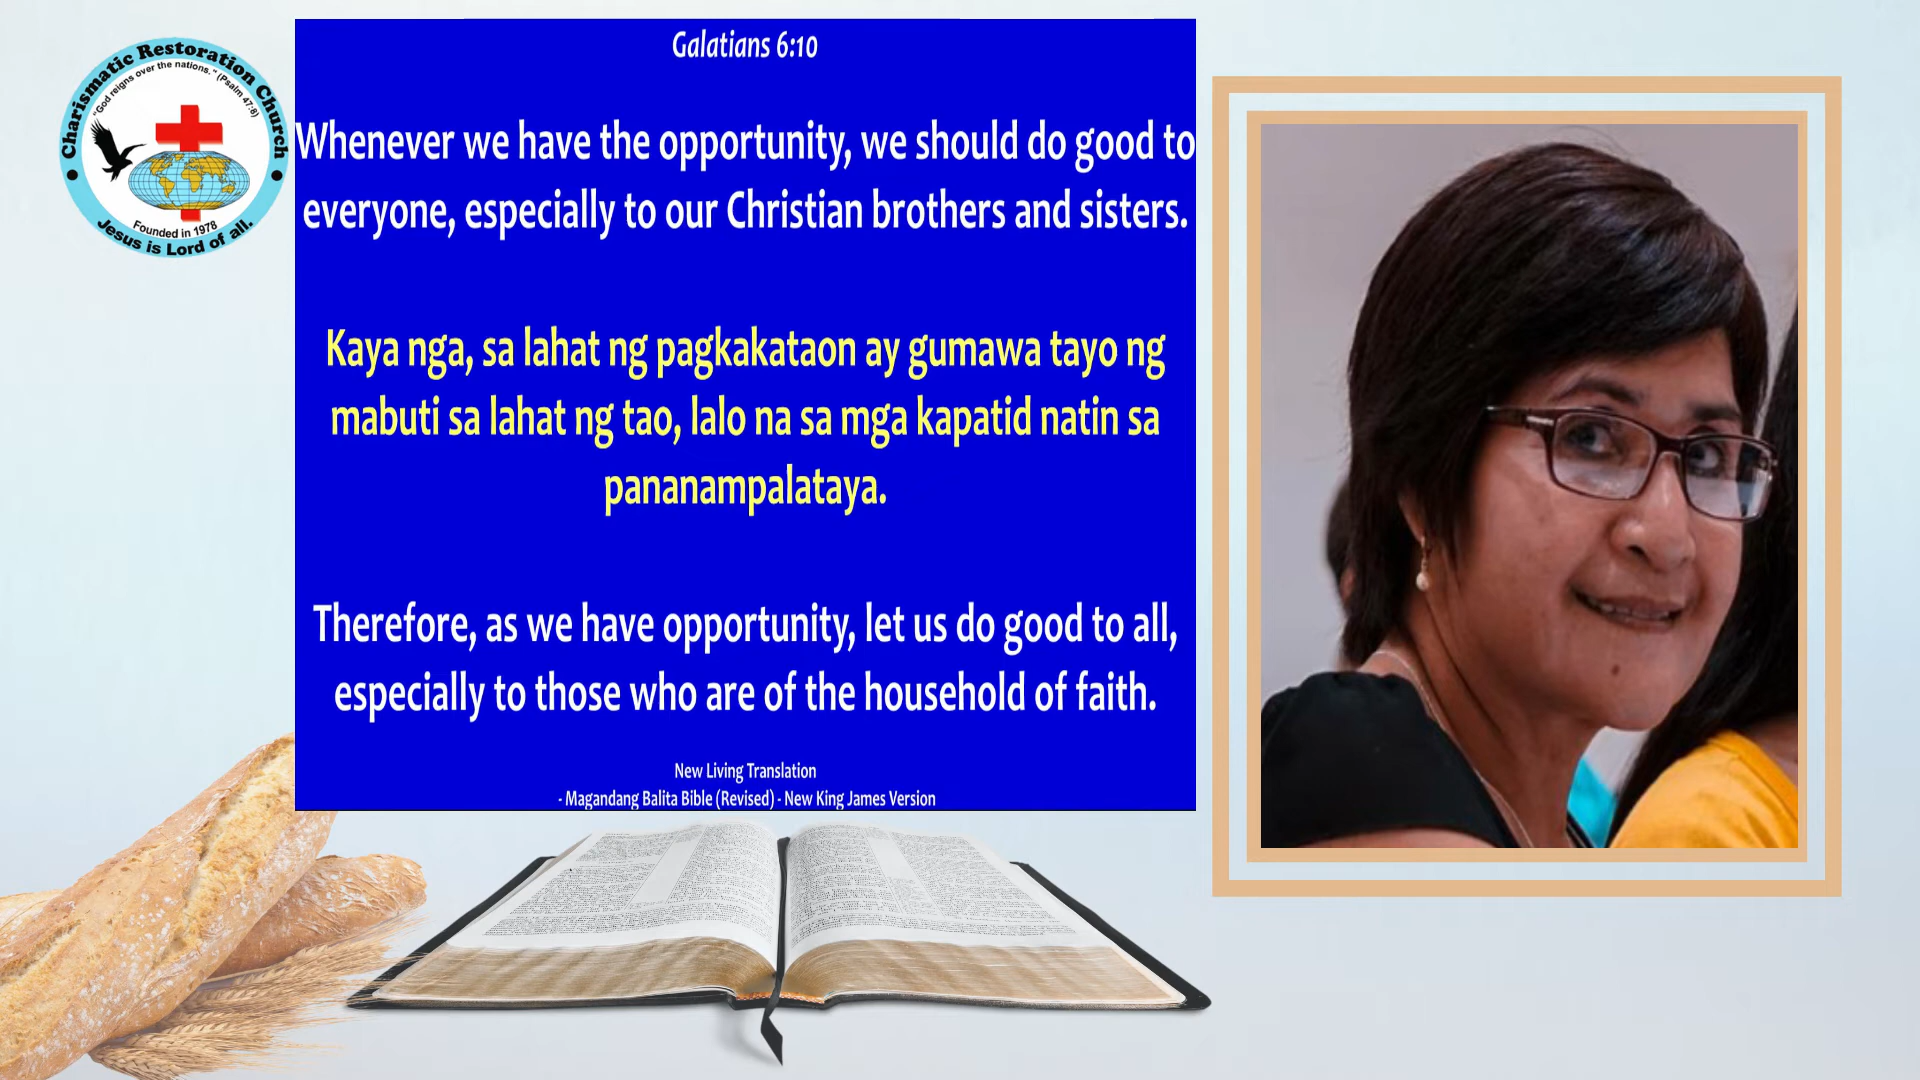 Charismatic Restoration Church
"God reigns over the nations." (Psalm 47:8)
Founded in 1978
Jesus is Lord of all.
Galatians 6:10
Whenever we have the opportunity, we should do good to
everyone, especially to our Christian brothers and sisters.
Kaya nga, sa lahat ng pagkakataon ay gumawa tayo ng
mabuti sa lahat ng tao, lalo na sa mga kapatid natin sa
pananampalataya.
Therefore, as we have opportunity, let us do good to all,
especially to those who are of the household of faith.
New Living Translation
- Magandang Balita Bible (Revised) - New King James Version